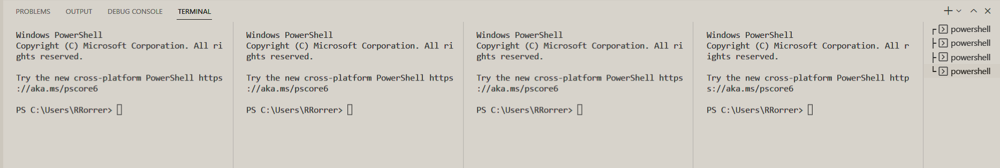 PROBLEMS OUTPUT DEBUG CONSOLE TERMINAL
Windows PowerShell
Copyright (C) Microsoft Corporation. All ri
ghts reserved.
Try the new cross-platform PowerShell https
://aka.ms/pscore6
PS C:\Users\RRorrer>
Windows PowerShell
Copyright (C) Microsoft Corporation. All ri
ghts reserved.
Try the new cross-platform PowerShell https
://aka.ms/pscore6
PS C:\Users\RRorrer>
Windows PowerShell
Copyright (C) Microsoft Corporation. All ri
ghts reserved.
Try the new cross-platform PowerShell https
://aka.ms/pscore6
PS C:\Users\RRorrer>
Windows PowerShell
Copyright (C) Microsoft Corporation. All r
ights reserved.
Try the new cross-platform PowerShell http
s://aka.ms/pscore6
PS C:\Users\RRorrer>
powershell
powershell
powershell
powershell